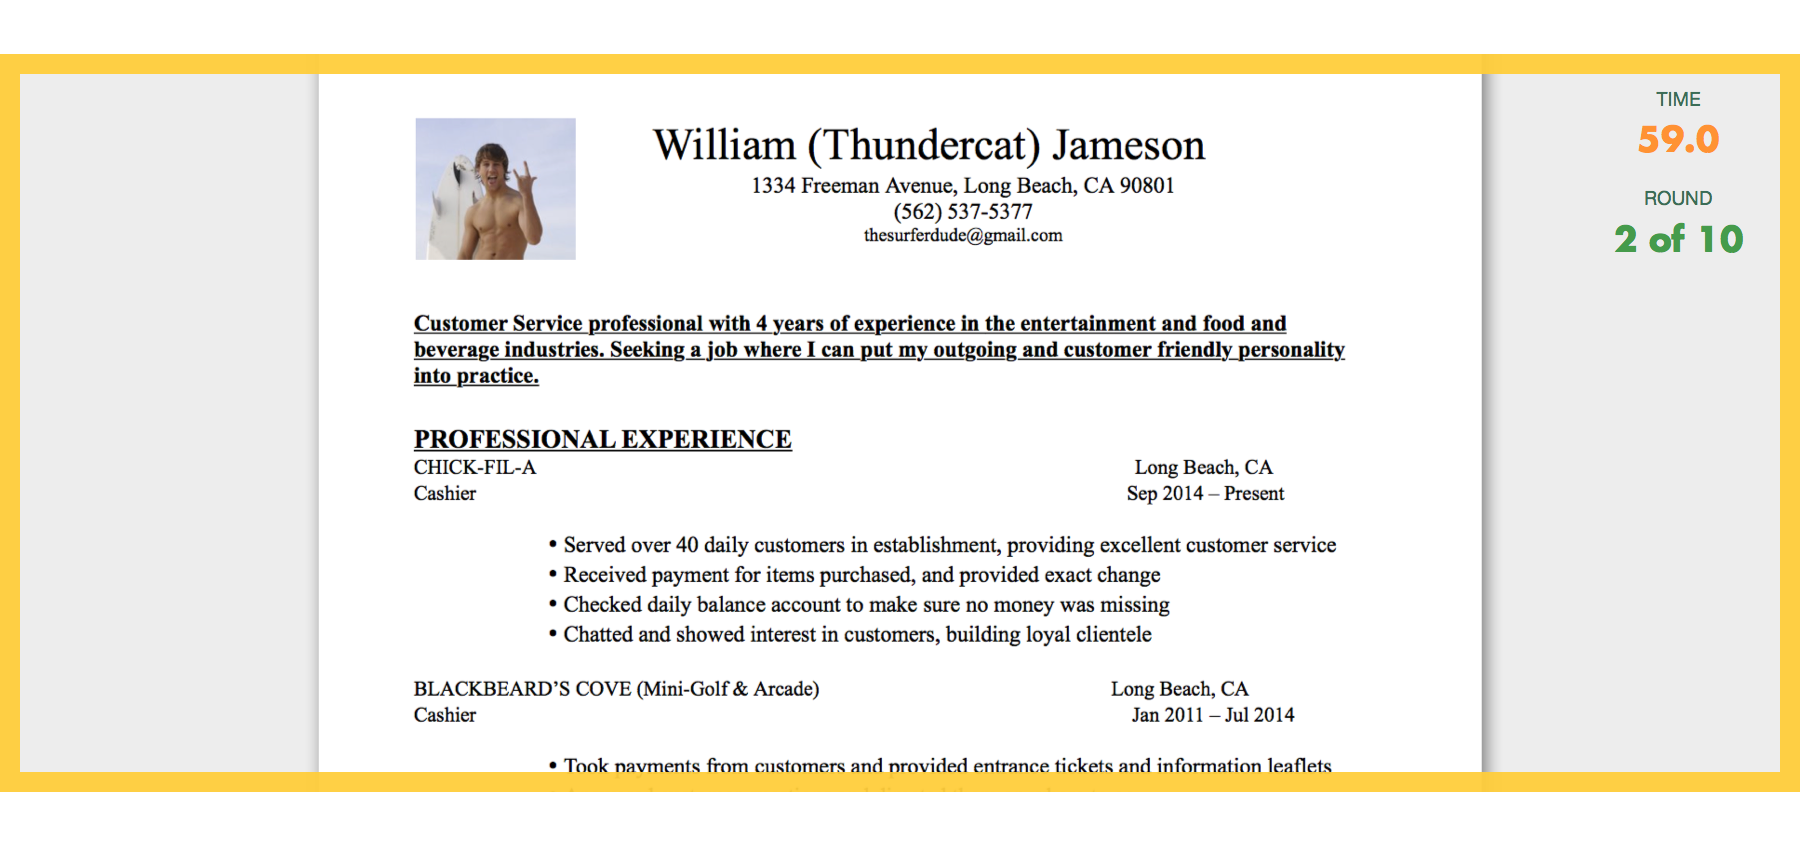 William (Thundercat) Jameson
1334 Freeman Avenue, Long Beach, CA 90801
(562) 537-5377
thesurferdude@gmail.com
TIME
59.0
ROUND
2 of 10
Customer Service professional with 4 years of experience in the entertainment and food and
beverage industries. Seeking a job where I can put my outgoing and customer friendly personality
into practice.
PROFESSIONAL EXPERIENCE
CHICK-FIL-A Long Beach, CA
Cashier Sep 2014 – Present
• Served over 40 daily customers in establishment, providing excellent customer service
• Received payment for items purchased, and provided exact change
• Checked daily balance account to make sure no money was missing
• Chatted and showed interest in customers, building loyal clientele
BLACKBEARD’S COVE (Mini-Golf & Arcade) Long Beach, CA
Cashier Jan 2011 – Jul 2014
• Took payments from customers and provided entrance tickets and information leaflets